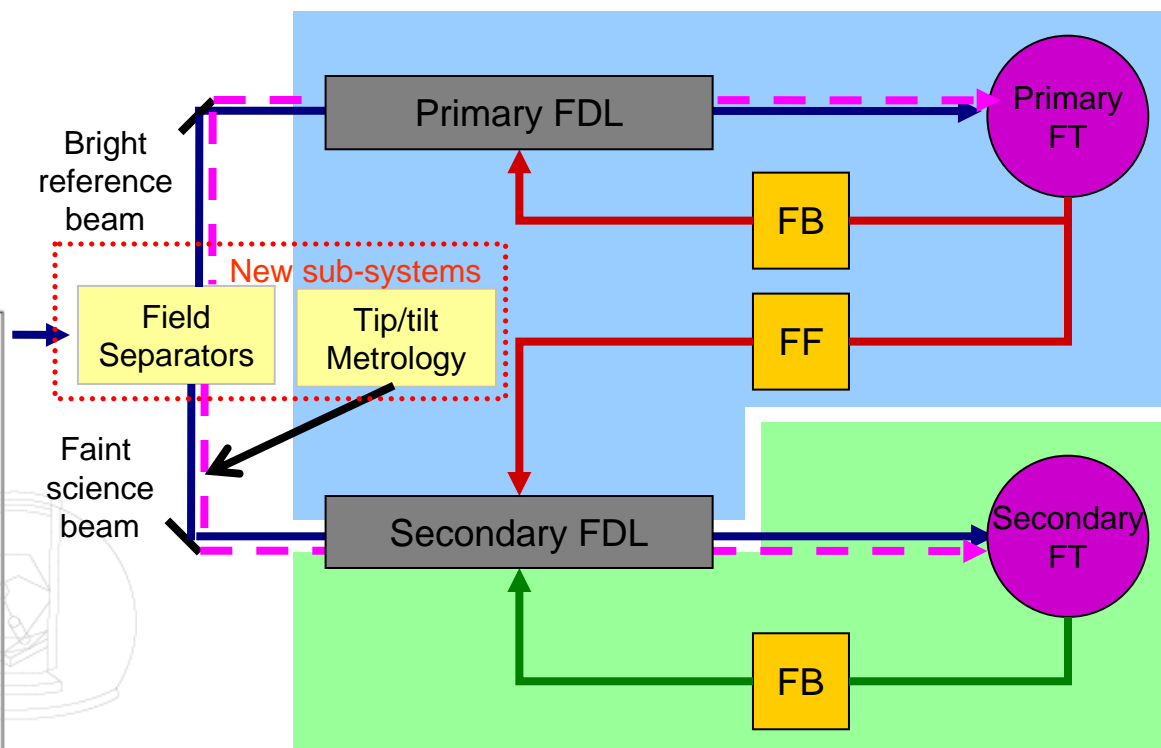 Primary FDL
Primary
FT
Bright
reference
beam
FB
New sub-systems
Field
Separators
Tip/tilt
Metrology
FF
Faint
science
beam
Secondary FDL
Secondary
FT
FB